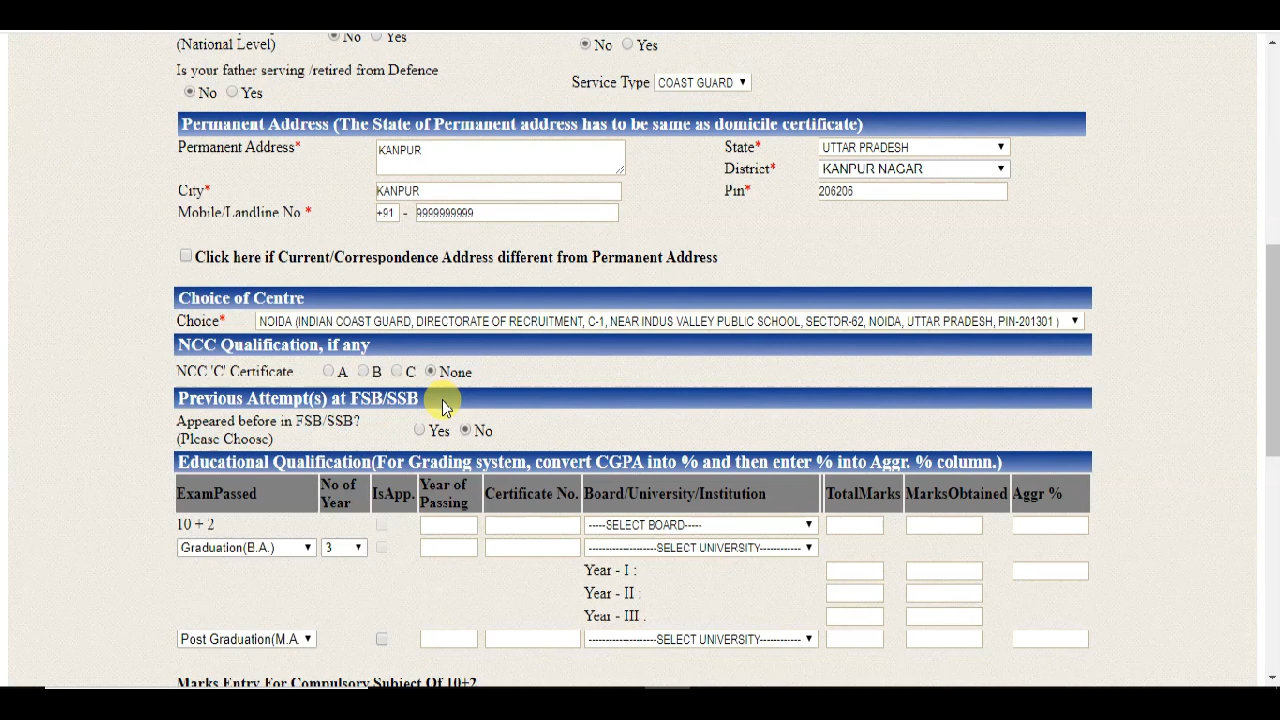 (National Level) No Yes
No Yes
Is your father serving /retired from Defence
No Yes
Service Type COAST GUARD
Permanent Address (The State of Permanent address has to be same as domicile certificate)
Permanent Address* KANPUR State* UTTAR PRADESH
District* KANPUR NAGAR
City* KANPUR Pin* 206206
Mobile/Landline No * +91 - 9999999999
Click here if Current/Correspondence Address different from Permanent Address
Choice of Centre
Choice* NOIDA (INDIAN COAST GUARD, DIRECTORATE OF RECRUITMENT, C-1, NEAR INDUS VALLEY PUBLIC SCHOOL, SECTOR-62, NOIDA, UTTAR PRADESH, PIN-201301 )
NCC Qualification, if any
NCC 'C' Certificate A B C None
Previous Attempt(s) at FSB/SSB
Appeared before in FSB/SSB?
(Please Choose) Yes No
Educational Qualification(For Grading system, convert CGPA into % and then enter % into Aggr. % column.)
ExamPassed No of Year IsApp. Year of Passing Certificate No. Board/University/Institution TotalMarks MarksObtained Aggr %
10 + 2 -----SELECT BOARD-----
Graduation(B.A.) 3 --------------------SELECT UNIVERSITY------------
Year - I :
Year - II :
Year - III :
Post Graduation(M.A. --------------------SELECT UNIVERSITY------------
Marks Entry For Compulsory Subject Of 10+2